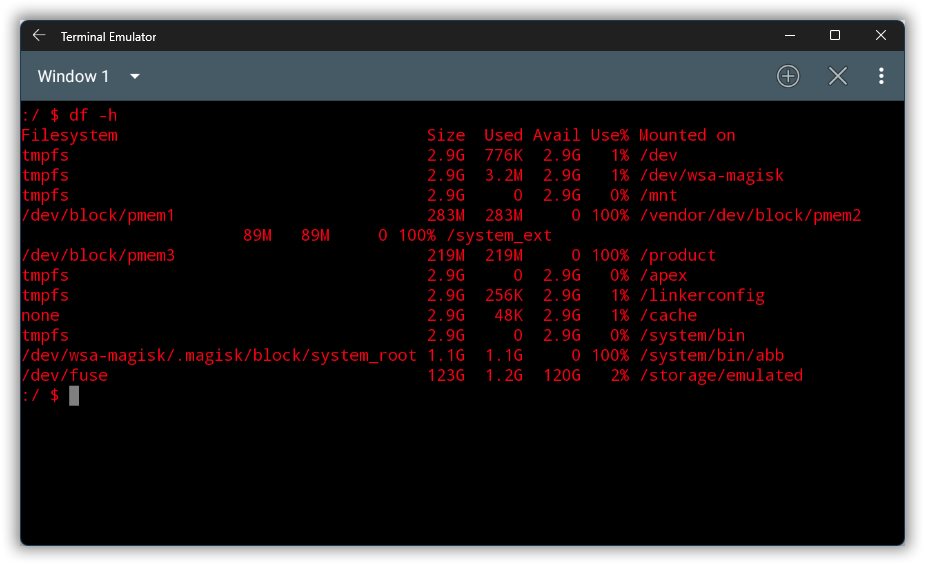 Terminal Emulator
Window 1
:/ $ df -h
Filesystem                                Size  Used Avail Use% Mounted on
tmpfs                                     2.9G  776K  2.9G   1% /dev
tmpfs                                     2.9G  3.2M  2.9G   1% /dev/wsa-magisk
tmpfs                                     2.9G     0  2.9G   0% /mnt
/dev/block/pmem1                          283M  283M     0 100% /vendor/dev/block/pmem2
                       89M   89M     0 100% /system_ext
/dev/block/pmem3                          219M  219M     0 100% /product
tmpfs                                     2.9G     0  2.9G   0% /apex
tmpfs                                     2.9G  256K  2.9G   1% /linkerconfig
none                                      2.9G   48K  2.9G   1% /cache
tmpfs                                     2.9G     0  2.9G   0% /system/bin
/dev/wsa-magisk/.magisk/block/system_root 1.1G  1.1G     0 100% /system/bin/abb
/dev/fuse                                 123G  1.2G  120G   2% /storage/emulated
:/ $